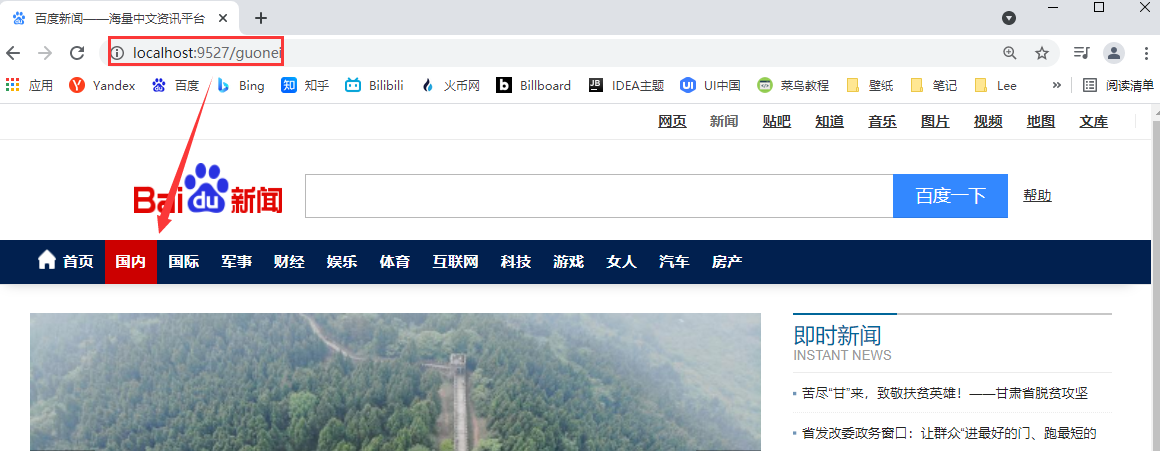 百度新闻——海量中文资讯平台
localhost:9527/guonei
应用 Yandex 百度 Bing 知乎 Bilibili 火币网 Billboard IDEA主题 UI中国 菜鸟教程 壁纸 笔记 Lee » 阅读清单
网页 新闻 贴吧 知道 音乐 图片 视频 地图 文库
Bai du 新闻 百度一下 帮助
首页 国内 国际 军事 财经 娱乐 体育 互联网 科技 游戏 女人 汽车 房产
即时新闻
INSTANT NEWS
苦尽“甘”来，致敬扶贫英雄！——甘肃省脱贫攻坚
省发改委政务窗口：让群众“进最好的门、跑最短的